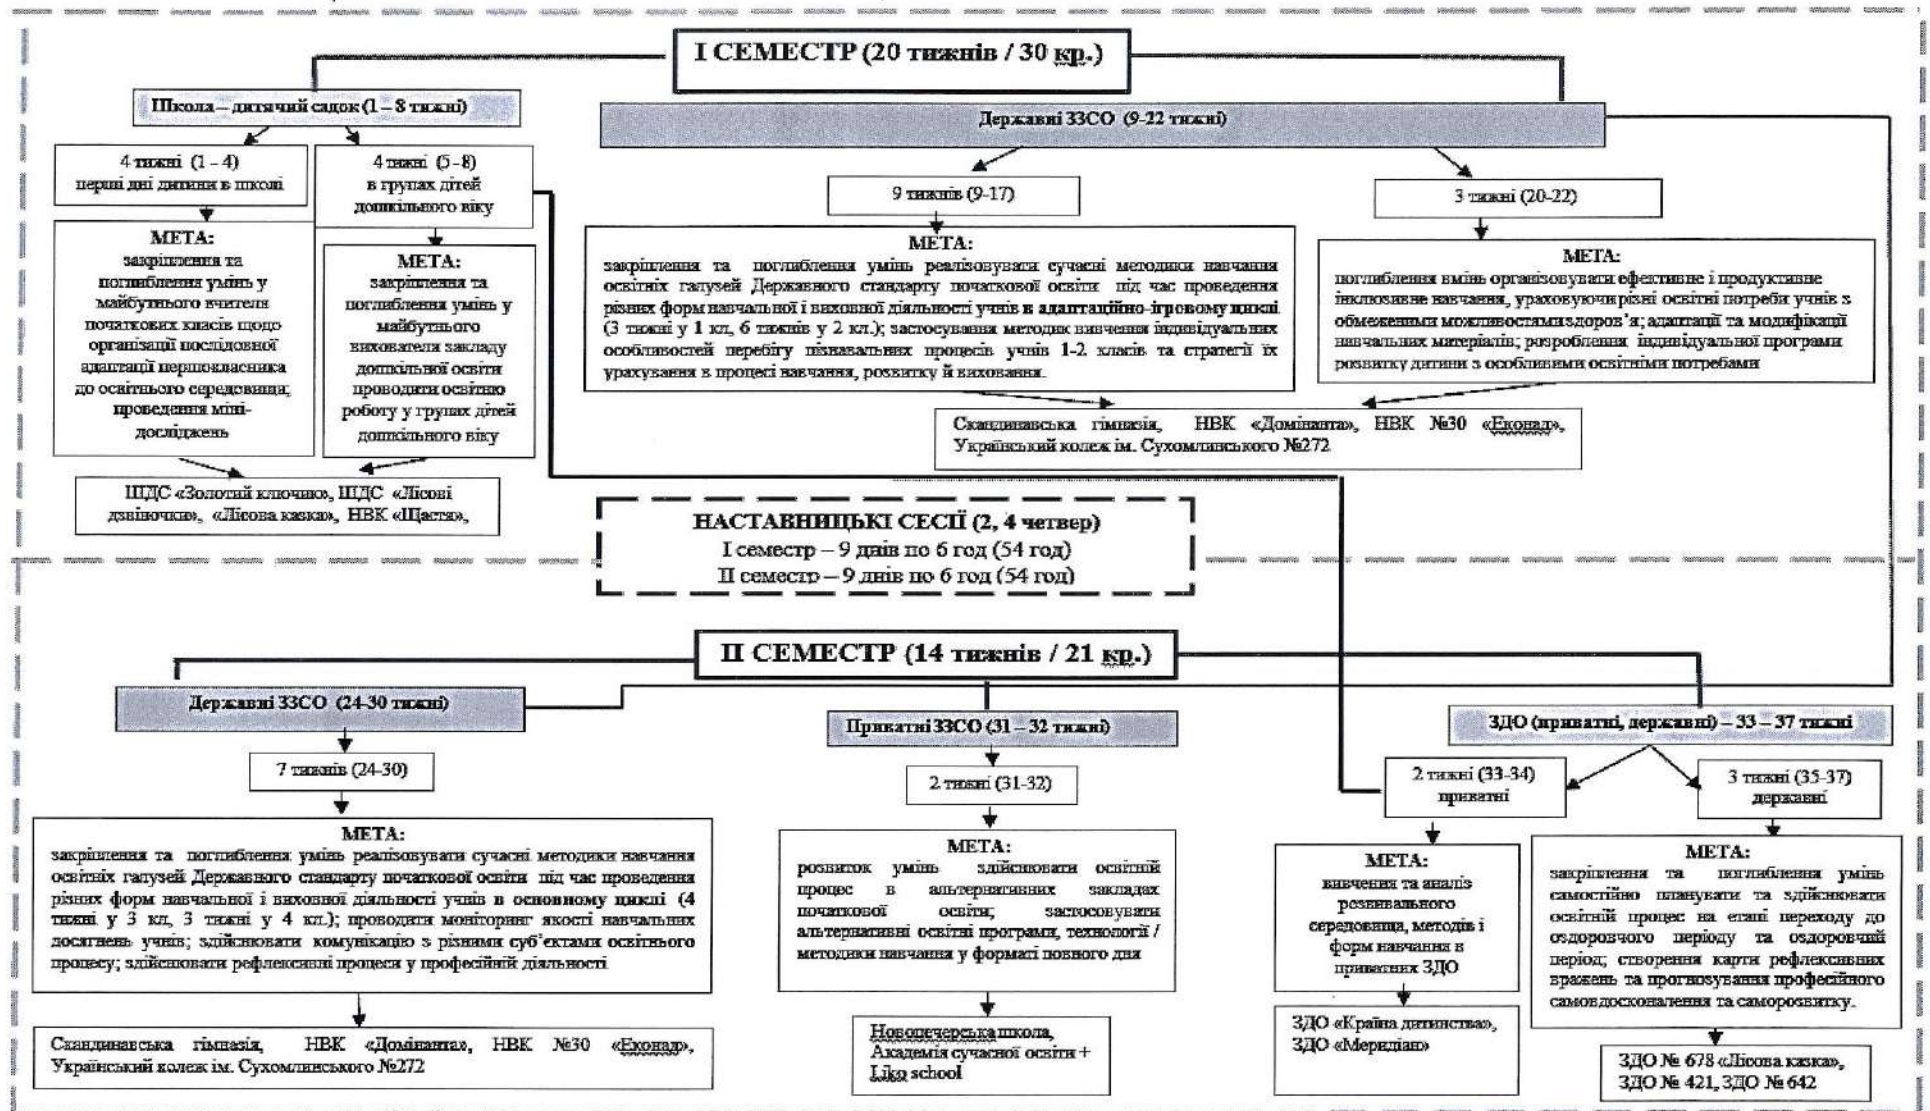 І СЕМЕСТР (20 тижнів / 30 кр.)
Школа – дитячий садок (1 – 8 тижні)
4 тижні (1 – 4)
перші дні дитини в школі
МЕТА:
закріплення та
поглиблення умінь у
майбутнього вчителя
початкових класів щодо
організації послідовної
адаптації першокласника
до освітнього середовища;
проведення міні-
досліджень
4 тижні (5 - 8)
в групах дітей
дошкільного віку
МЕТА:
закріплення та
поглиблення умінь у
майбутнього
вихователя закладу
дошкільної освіти
проводити освітню
роботу у групах дітей
дошкільного віку
ШДС «Золотий ключик», ШДС «Лісові
дзвіночки», «Лісова казка», НВК «Щастя»,
Державні ЗЗСО (9-22 тижні)
9 тижнів (9-17)
МЕТА:
закріплення та поглиблення умінь реалізовувати сучасні методики навчання
освітніх галузей Державного стандарту початкової освіти під час проведення
різних форм навчальної і виховної діяльності учнів в адаптаційно-ігровому циклі
(3 тижні у 1 кл, 6 тижнів у 2 кл.); застосування методик вивчення індивідуальних
особливостей перебігу пізнавальних процесів учнів 1-2 класів та стратегії їх
урахування в процесі навчання, розвитку й виховання.
3 тижні (20-22)
МЕТА:
поглиблення вмінь організовувати ефективне і продуктивне
інклюзивне навчання, ураховуючи різні освітні потреби учнів з
обмеженими можливостями здоров’я; адаптації та модифікації
навчальних матеріалів; розроблення індивідуальної програми
розвитку дитини з особливими освітніми потребами
Скандинавська гімназія, НВК «Домінанта», НВК №30 «Еконад»,
Український колеж ім. Сухомлинського №272
НАСТАВНИЦЬКІ СЕСІЇ (2, 4 четвер)
І семестр – 9 днів по 6 год (54 год)
ІІ семестр – 9 днів по 6 год (54 год)
ІІ СЕМЕСТР (14 тижнів / 21 кр.)
Державні ЗЗСО (24-30 тижні)
7 тижнів (24-30)
МЕТА:
закріплення та поглиблення умінь реалізовувати сучасні методики навчання
освітніх галузей Державного стандарту початкової освіти під час проведення
різних форм навчальної і виховної діяльності учнів в основному циклі (4
тижні у 3 кл, 3 тижні у 4 кл.); проводити моніторинг якості навчальних
досягнень учнів; здійснювати комунікацію з різними суб’єктами освітнього
процесу; здійснювати рефлексивні процеси у професійній діяльності
Скандинавська гімназія, НВК «Домінанта», НВК №30 «Еконад»,
Український колеж ім. Сухомлинського №272
Приватні ЗЗСО (31 – 32 тижні)
2 тижні (31-32)
МЕТА:
розвиток умінь здійснювати освітній
процес в альтернативних закладах
початкової освіти; застосовувати
альтернативні освітні програми, технології /
методики навчання у форматі повного дня
Новопечерська школа,
Академія сучасної освіти +
Liko school
ЗДО (приватні, державні) – 33 – 37 тижні
2 тижні (33-34)
приватні
МЕТА:
вивчення та аналіз
розвивального
середовища, методів і
форм навчання в
приватних ЗДО
ЗДО «Країна дитинства»,
ЗДО «Меридіан»
3 тижні (35-37)
державні
МЕТА:
закріплення та поглиблення умінь
самостійно планувати та здійснювати
освітній процес на етапі переходу до
оздоровчого періоду та оздоровчий
період; створення карти рефлексивних
вражень та прогнозування професійного
самовдосконалення та саморозвитку.
ЗДО № 678 «Лісова казка»,
ЗДО № 421, ЗДО № 642